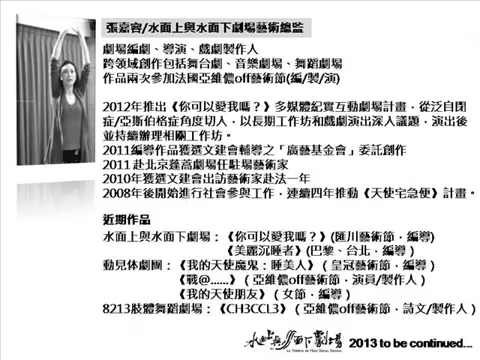 張嘉容/水面上與水面下劇場藝術總監
劇場編劇、導演、戲劇製作人
跨領域創作包括舞台劇、音樂劇場、舞蹈劇場
作品兩次參加法國亞維儂off藝術節(編/製/演)
2012年推出《你可以愛我嗎？》多媒體紀實互動劇場計畫，從泛自閉
症/亞斯伯格症角度切入，以長期工作坊和戲劇演出深入議題，演出後
並持續辦理相關工作坊。
2011編導作品獲選文建會輔導之「廣藝基金會」委託創作
2011 赴北京蓬蒿劇場任駐場藝術家
2010年獲選文建會出訪藝術家赴法一年
2008年後開始進行社會參與工作，連續四年推動《天使宅急便》計畫。
近期作品
水面上與水面下劇場：《你可以愛我嗎？》(匯川藝術節，編導)
《美麗沉睡者》(巴黎、台北，編導)
動見体劇團：《我的天使魔鬼：睡美人》（皇冠藝術節，編導）
《戰@......》（亞維儂off藝術節，演員/製作人）
《我的天使朋友》（女節，編導）
8213肢體舞蹈劇場：《CH3CCL3》（亞維儂off藝術節，詩文/製作人）
水面上與水面下劇場 2013 to be continued...